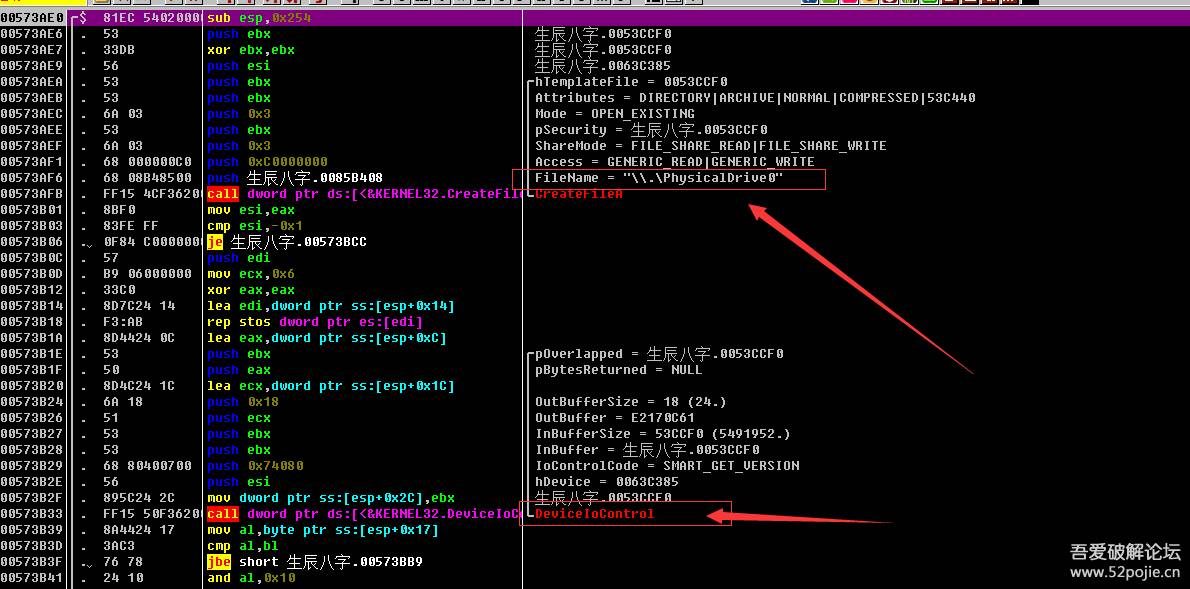 00573AE0 $ 81EC 54020000 sub esp,0x254
00573AE6 . 53 push ebx 生辰八字.0053CCF0
00573AE7 . 33DB xor ebx,ebx 生辰八字.0053CCF0
00573AE9 . 56 push esi 生辰八字.0063C385
00573AEA . 53 push ebx hTemplateFile = 0053CCF0
00573AEB . 53 push ebx Attributes = DIRECTORY|ARCHIVE|NORMAL|COMPRESSED|53C440
00573AEC . 6A 03 push 0x3 Mode = OPEN_EXISTING
00573AEE . 53 push ebx pSecurity = 生辰八字.0053CCF0
00573AEF . 6A 03 push 0x3 ShareMode = FILE_SHARE_READ|FILE_SHARE_WRITE
00573AF1 . 68 000000C0 push 0xC0000000 Access = GENERIC_READ|GENERIC_WRITE
00573AF6 . 68 08B48500 push 生辰八字.0085B408 FileName = "\\.\PhysicalDrive0"
00573AFB . FF15 4CF3620 call dword ptr ds:[<&KERNEL32.CreateFile CreateFileA
00573B01 . 8BF0 mov esi,eax
00573B03 . 83FE FF cmp esi,-0x1
00573B06 . 0F84 C0000000 je 生辰八字.00573BCC
00573B0C . 57 push edi
00573B0D . B9 06000000 mov ecx,0x6
00573B12 . 33C0 xor eax,eax
00573B14 . 8D7C24 14 lea edi,dword ptr ss:[esp+0x14]
00573B18 . F3:AB rep stos dword ptr es:[edi]
00573B1A . 8D4424 0C lea eax,dword ptr ss:[esp+0xC]
00573B1E . 53 push ebx pOverlapped = 生辰八字.0053CCF0
00573B1F . 50 push eax pBytesReturned = NULL
00573B20 . 8D4C24 1C lea ecx,dword ptr ss:[esp+0x1C]
00573B24 . 6A 18 push 0x18 OutBufferSize = 18 (24.)
00573B26 . 51 push ecx OutBuffer = E2170C61
00573B27 . 53 push ebx InBufferSize = 53CCF0 (5491952.)
00573B28 . 53 push ebx InBuffer = 生辰八字.0053CCF0
00573B29 . 68 80400700 push 0x74080 IoControlCode = SMART_GET_VERSION
00573B2E . 56 push esi hDevice = 0063C385
00573B2F . 895C24 2C mov dword ptr ss:[esp+0x2C],ebx 生辰八字.0053CCF0
00573B33 . FF15 50F3620 call dword ptr ds:[<&KERNEL32.DeviceIoC DeviceIoControl
00573B39 . 8A4424 17 mov al,byte ptr ss:[esp+0x17]
00573B3D . 3AC3 cmp al,bl
00573B3F . 76 78 jbe short 生辰八字.00573BB9
00573B41 . 24 10 and al,0x10
吾爱破解论坛
www.52pojie.cn